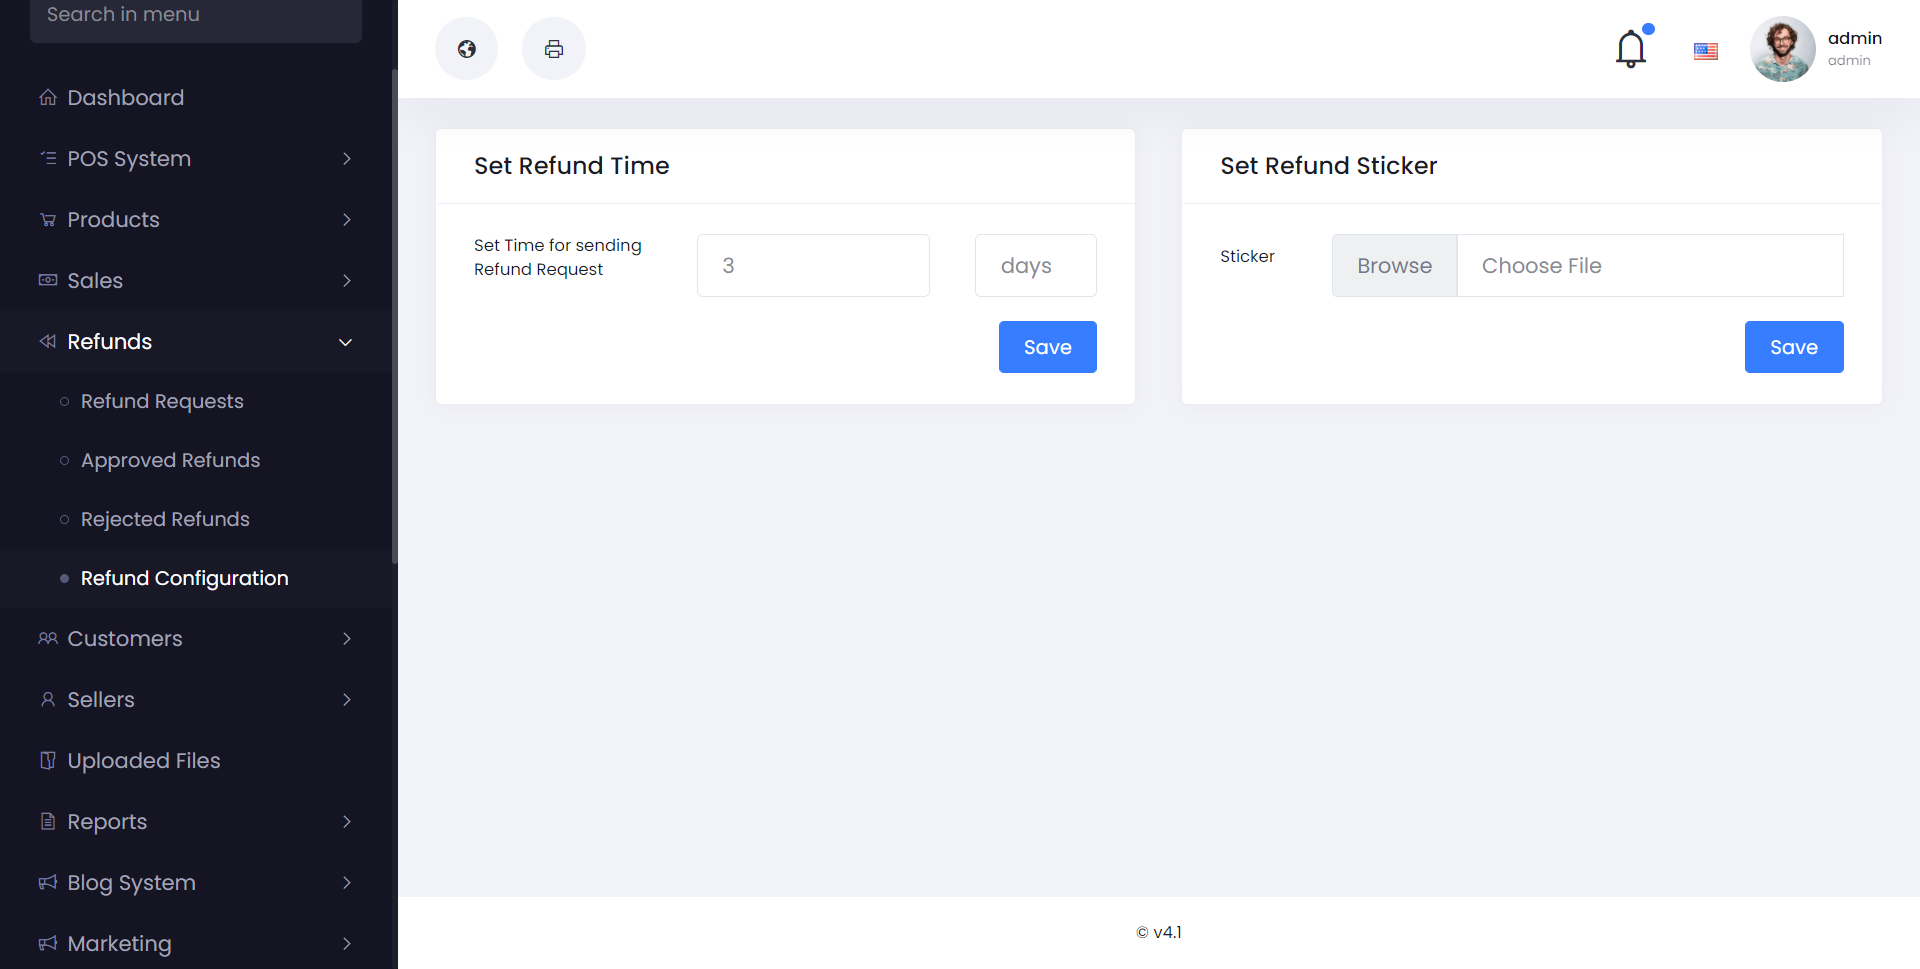 Search in menu
Dashboard
POS System
Products
Sales
Refunds
Refund Requests
Approved Refunds
Rejected Refunds
Refund Configuration
Customers
Sellers
Uploaded Files
Reports
Blog System
Marketing
admin
admin
Set Refund Time
Set Time for sending
Refund Request
3
days
Save
Set Refund Sticker
Sticker
Browse
Choose File
Save
© v4.1